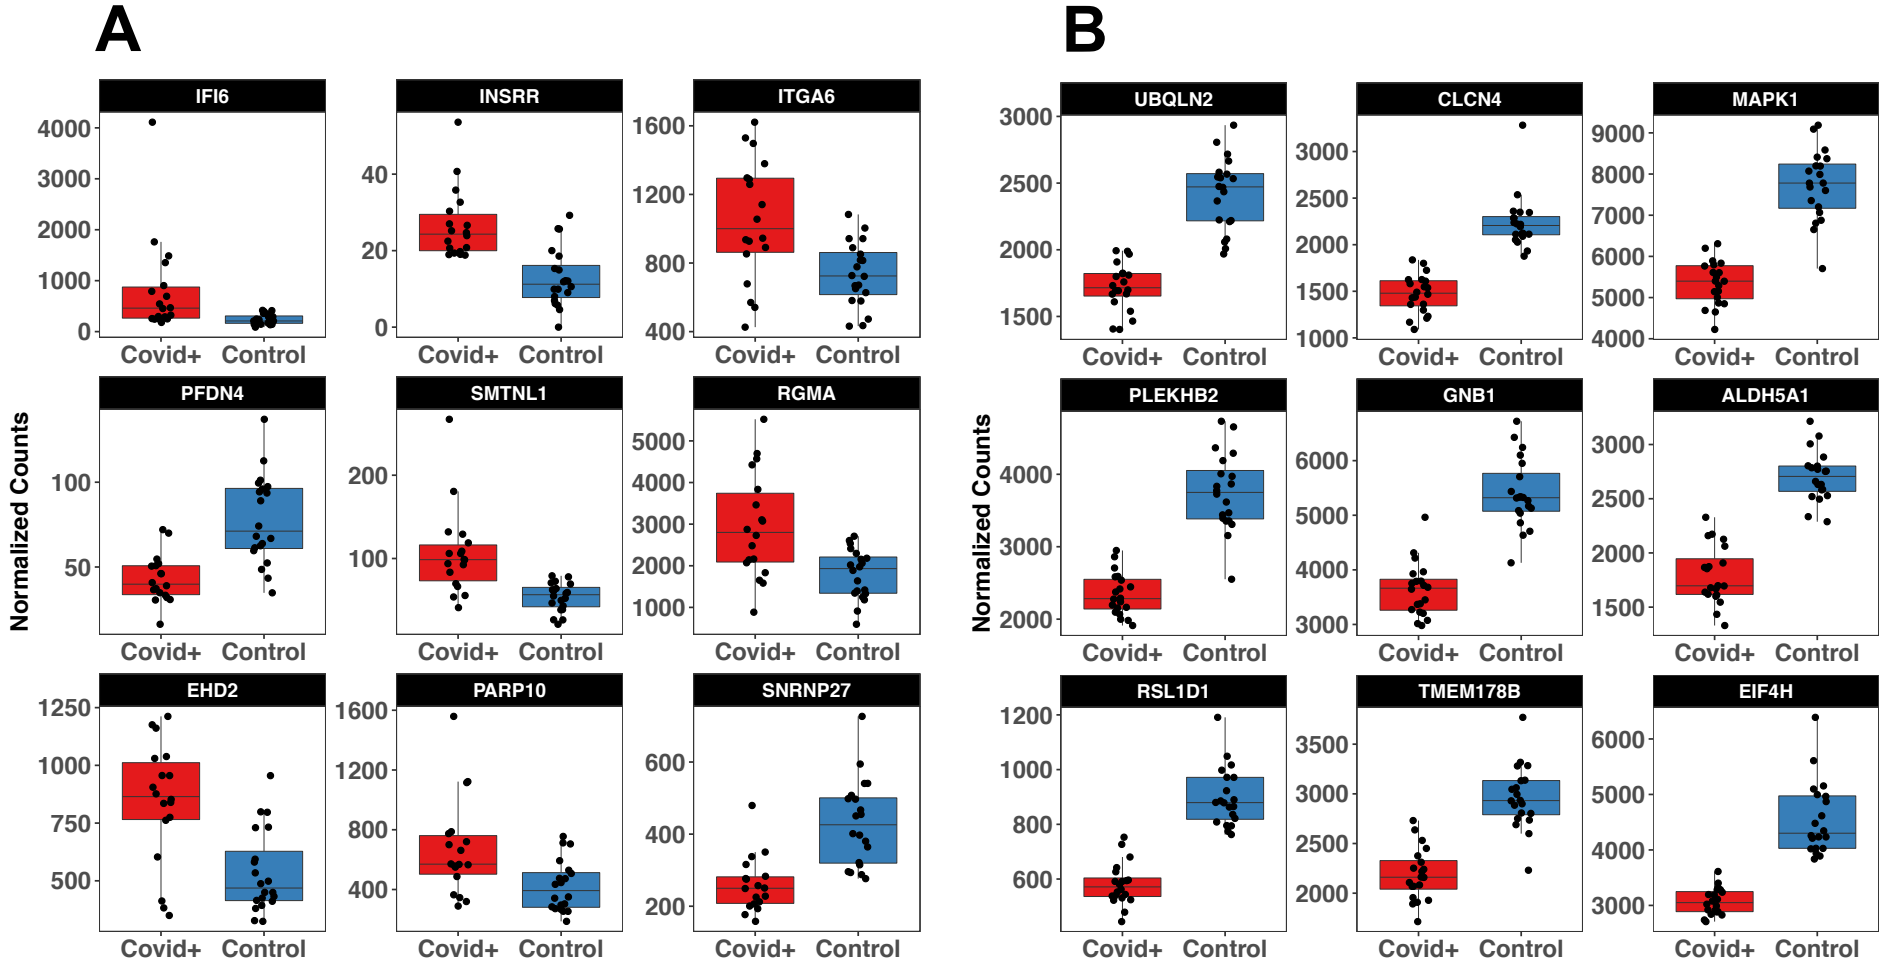 A
B
IFI6
INSRR
ITGA6
4000
3000
2000
1000
0
40
20
0
1600
1200
800
400
Covid+ Control
Covid+ Control
Covid+ Control
UBQLN2
CLCN4
MAPK1
3000
2500
2000
1500
3000
2500
2000
1500
1000
9000
8000
7000
6000
5000
4000
Covid+ Control
Covid+ Control
Covid+ Control
Normalized Counts
PFDN4
SMTNL1
RGMA
100
50
200
100
5000
4000
3000
2000
1000
Covid+ Control
Covid+ Control
Covid+ Control
Normalized Counts
PLEKHB2
GNB1
ALDH5A1
4000
3000
2000
6000
5000
4000
3000
3000
2500
2000
1500
Covid+ Control
Covid+ Control
Covid+ Control
EHD2
PARP10
SNRNP27
1250
1000
750
500
1600
1200
800
400
600
400
200
Covid+ Control
Covid+ Control
Covid+ Control
RSL1D1
TMEM178B
EIF4H
1200
1000
800
600
3500
3000
2500
2000
6000
5000
4000
3000
Covid+ Control
Covid+ Control
Covid+ Control